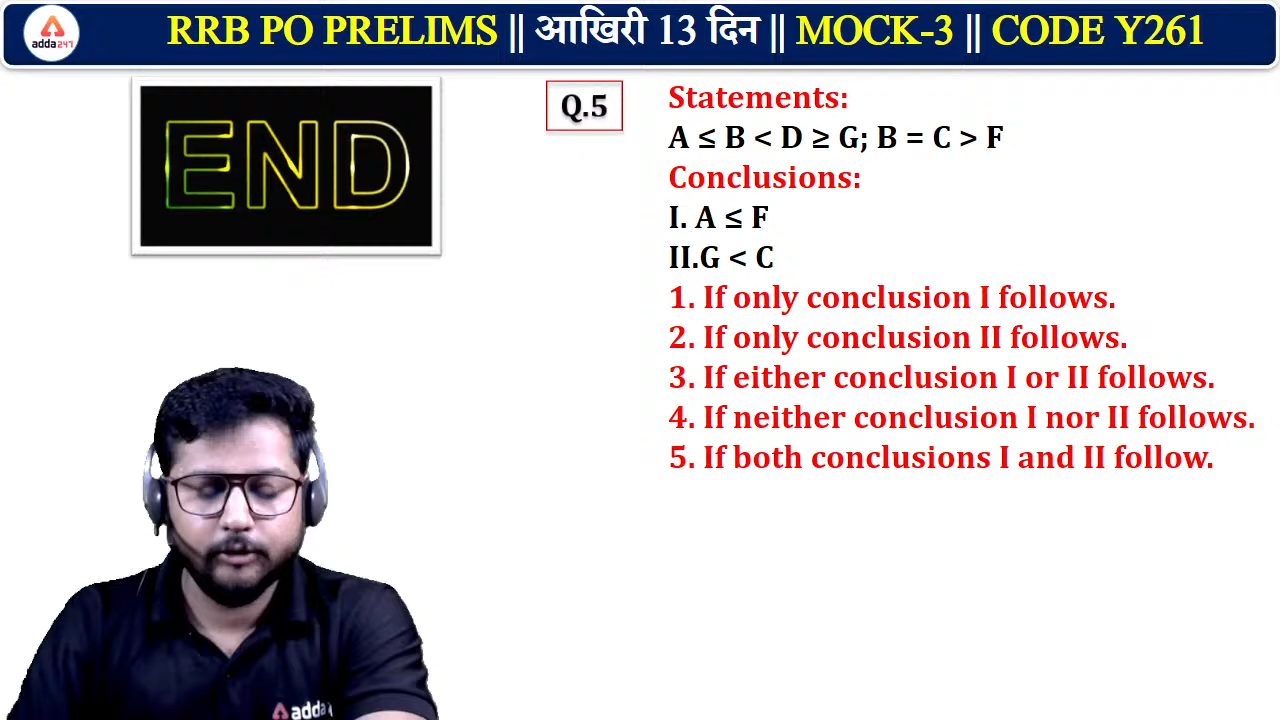 RRB PO PRELIMS || आखिरी 13 दिन || MOCK-3 || CODE Y261
adda247
END
Q.5
Statements:
A ≤ B < D ≥ G; B = C > F
Conclusions:
I. A ≤ F
II.G < C
1. If only conclusion I follows.
2. If only conclusion II follows.
3. If either conclusion I or II follows.
4. If neither conclusion I nor II follows.
5. If both conclusions I and II follow.